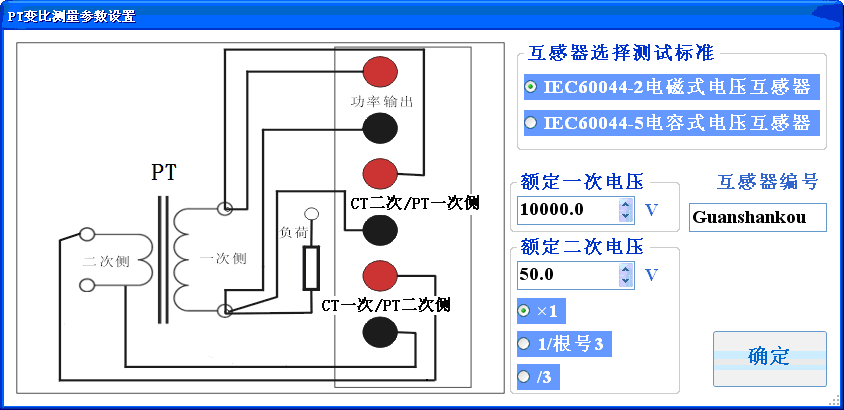 PT变比测量参数设置
功率输出
PT
CT二次/PT一次侧
负荷
二次侧
一次侧
CT一次/PT二次侧
互感器选择测试标准
IEC60044-2电磁式电压互感器
IEC60044-5电容式电压互感器
额定一次电压
10000.0
V
互感器编号
Guanshankou
额定二次电压
50.0
V
×1
1/根号3
/3
确定